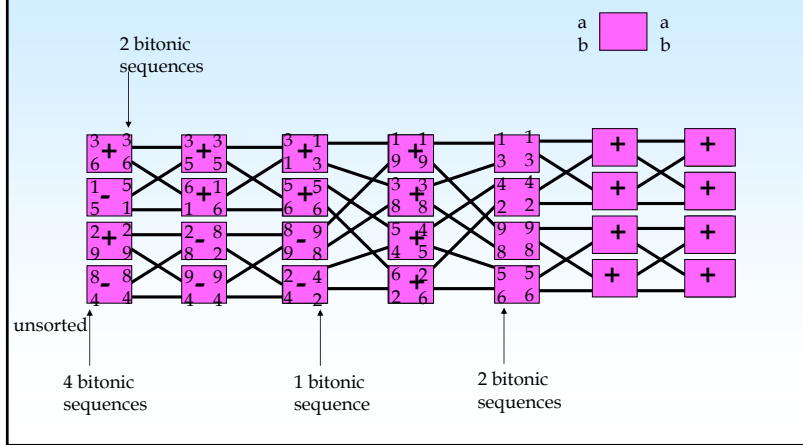 a a
b b
2 bitonic
sequences
3 3 3 3 3 1 1 1 1 1
+ + + + + +
6 6 5 5 1 3 9 9 3 3
1 5 6 1 5 5 3 3 4 4
- + + + + +
5 1 1 6 6 6 8 8 2 2
2 2 2 8 8 9 5 4 9 9
+ - - + + +
9 9 8 2 9 8 4 5 8 8
8 8 9 9 2 4 6 2 5 5
- - - + + +
4 4 4 4 4 2 2 6 6 6
unsorted
4 bitonic
sequences
1 bitonic
sequence
2 bitonic
sequences